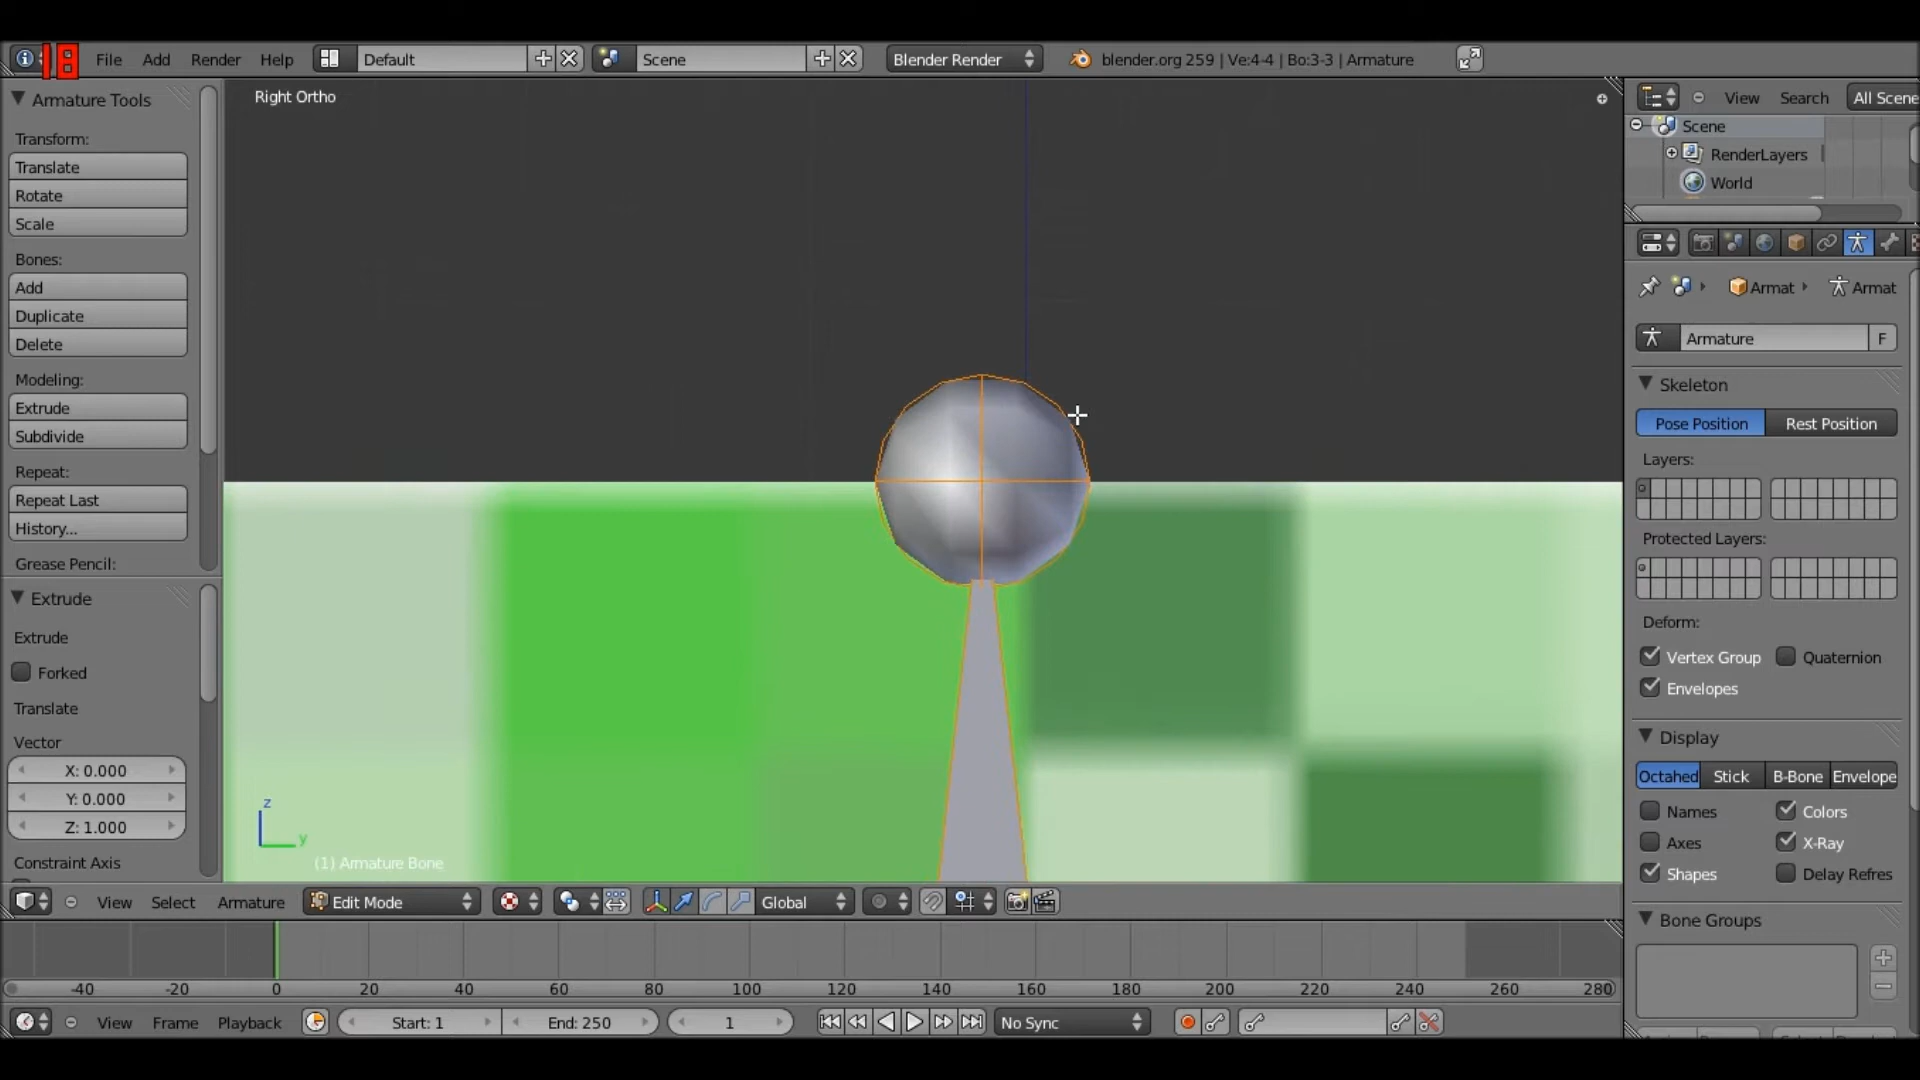 18 File Add Render Help Default Scene Blender Render blender.org 259 | Ve:4-4 | Bo:3-3 | Armature
Armature Tools
Transform:
Translate
Rotate
Scale
Bones:
Add
Duplicate
Delete
Modeling:
Extrude
Subdivide
Repeat:
Repeat Last
History...
Grease Pencil:
Extrude
Extrude
Forked
Translate
Vector
X: 0.000
Y: 0.000
Z: 1.000
Constraint Axis
Right Ortho
z
y
(1) Armature Bone
View Select Armature Edit Mode Global
View Search All Scene
Scene
RenderLayers
World
Armat Armat
Armature F
Skeleton
Pose Position Rest Position
Layers:
Protected Layers:
Deform:
Vertex Group Quaternion
Envelopes
Display
Octahed Stick B-Bone Envelope
Names Colors
Axes X-Ray
Shapes Delay Refres
Bone Groups
-40 -20 0 20 40 60 80 100 120 140 160 180 200 220 240 260 280
View Frame Playback Start: 1 End: 250 1 No Sync